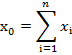 x₀ = ∑ᵢ₌₁ⁿ xᵢ